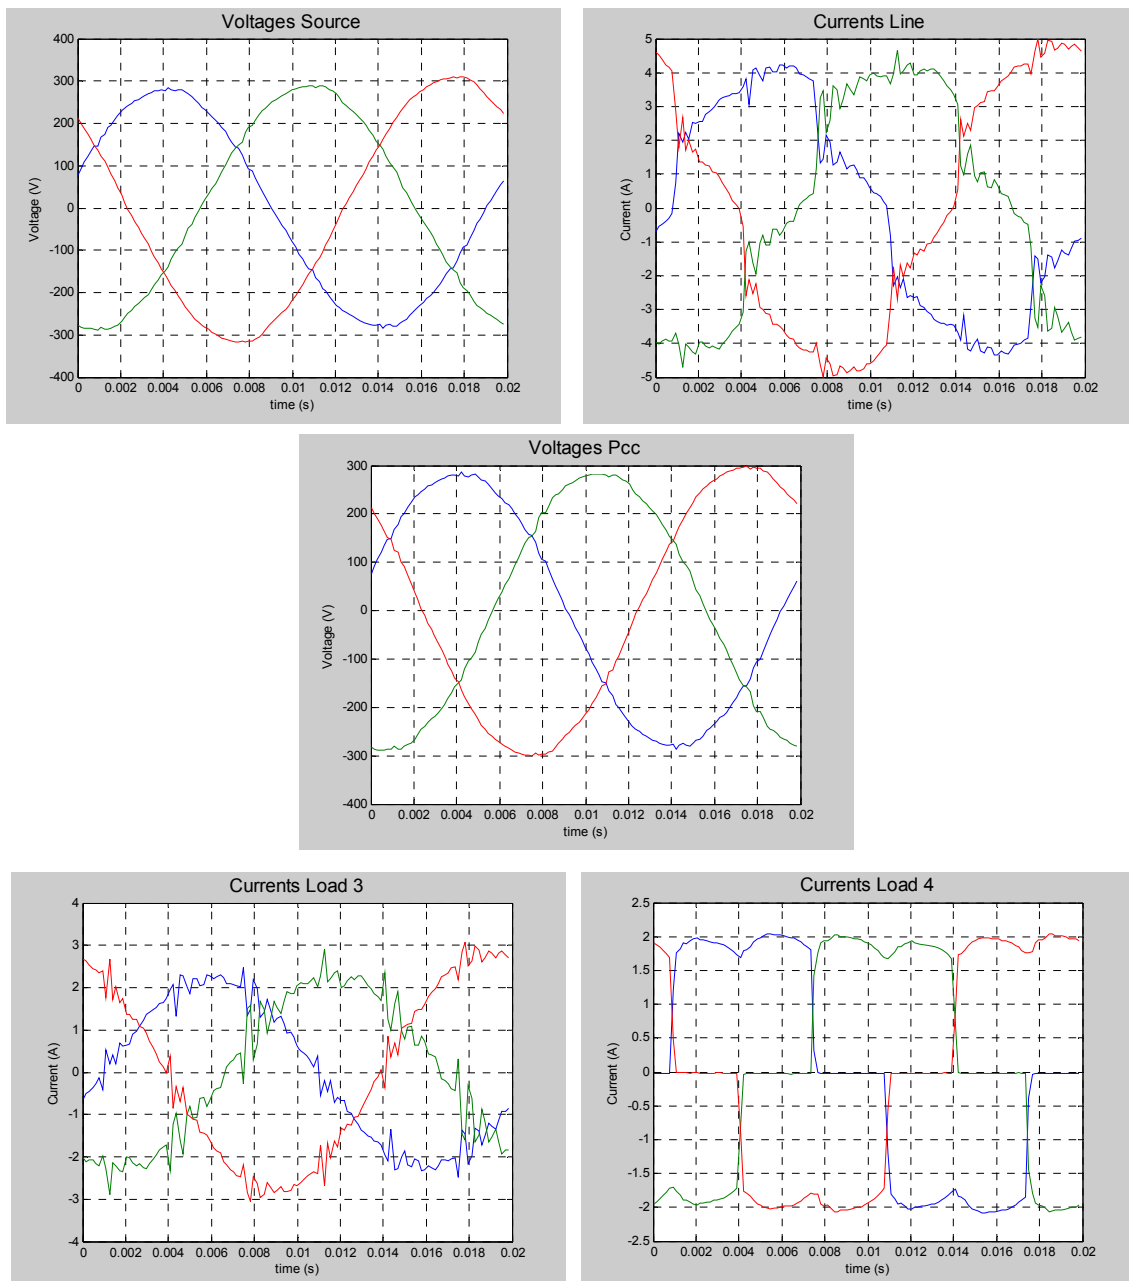 Voltages Source
400
300
200
100
0
-100
-200
-300
-400
Voltage (V)
0 0.002 0.004 0.006 0.008 0.01 0.012 0.014 0.016 0.018 0.02
time (s)
Currents Line
5
4
3
2
1
0
-1
-2
-3
-4
-5
Current (A)
0 0.002 0.004 0.006 0.008 0.01 0.012 0.014 0.016 0.018 0.02
time (s)
Voltages Pcc
300
200
100
0
-100
-200
-300
-400
Voltage (V)
0 0.002 0.004 0.006 0.008 0.01 0.012 0.014 0.016 0.018 0.02
time (s)
Currents Load 3
4
3
2
1
0
-1
-2
-3
-4
Current (A)
0 0.002 0.004 0.006 0.008 0.01 0.012 0.014 0.016 0.018 0.02
time (s)
Currents Load 4
2.5
2
1.5
1
0.5
0
-0.5
-1
-1.5
-2
-2.5
Current (A)
0 0.002 0.004 0.006 0.008 0.01 0.012 0.014 0.016 0.018 0.02
time (s)